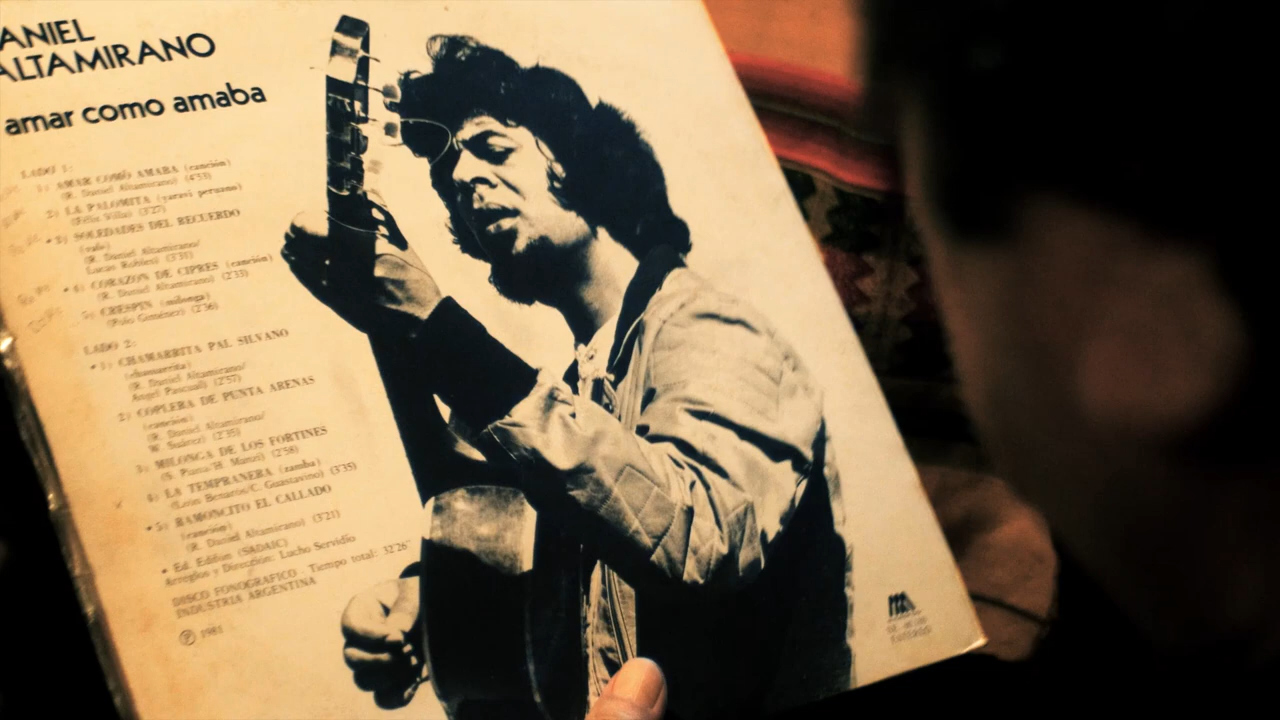 ANIEL
ALTAMIRANO
amar como amaba
LADO 1:
1) AMAR COMO AMABA (canción)
(R. Daniel Altamirano) (4'53)
2) LA PALOMITA (yaraví peruano)
(Félix Villa) (3'27)
• 3) SOLEDADES DEL RECUERDO
(vals)
(R. Daniel Altamirano/
Lucas Robles) (3'31)
• 4) CORAZON DE CIPRES (canción)
(R. Daniel Altamirano) (2'33)
5) CRESPIN (milonga)
(Polo Giménez) (2'36)
LADO 2:
• 1) CHAMARRITA PAL SILVANO
(chamarrita)
(R. Daniel Altamirano/
Angel Pascual) (2'57)
2) COPLERA DE PUNTA ARENAS
(canción)
(R. Daniel Altamirano/
W. Suárez) (2'35)
3) MILONGA DE LOS FORTINES
(S. Piana/H. Manzi) (2'58)
4) LA TEMPRANERA (zamba)
(León Benarós/C. Guastavino) (3'35)
• 5) RAMONCITO EL CALLADO
(canción)
(R. Daniel Altamirano) (3'21)
• Ed. Edifon (SADAIC)
Arreglos y Dirección: Lucho Servidio
DISCO FONOGRAFICO - Tiempo total: 32'26"
INDUSTRIA ARGENTINA
Ⓟ 1981
ESTEREO